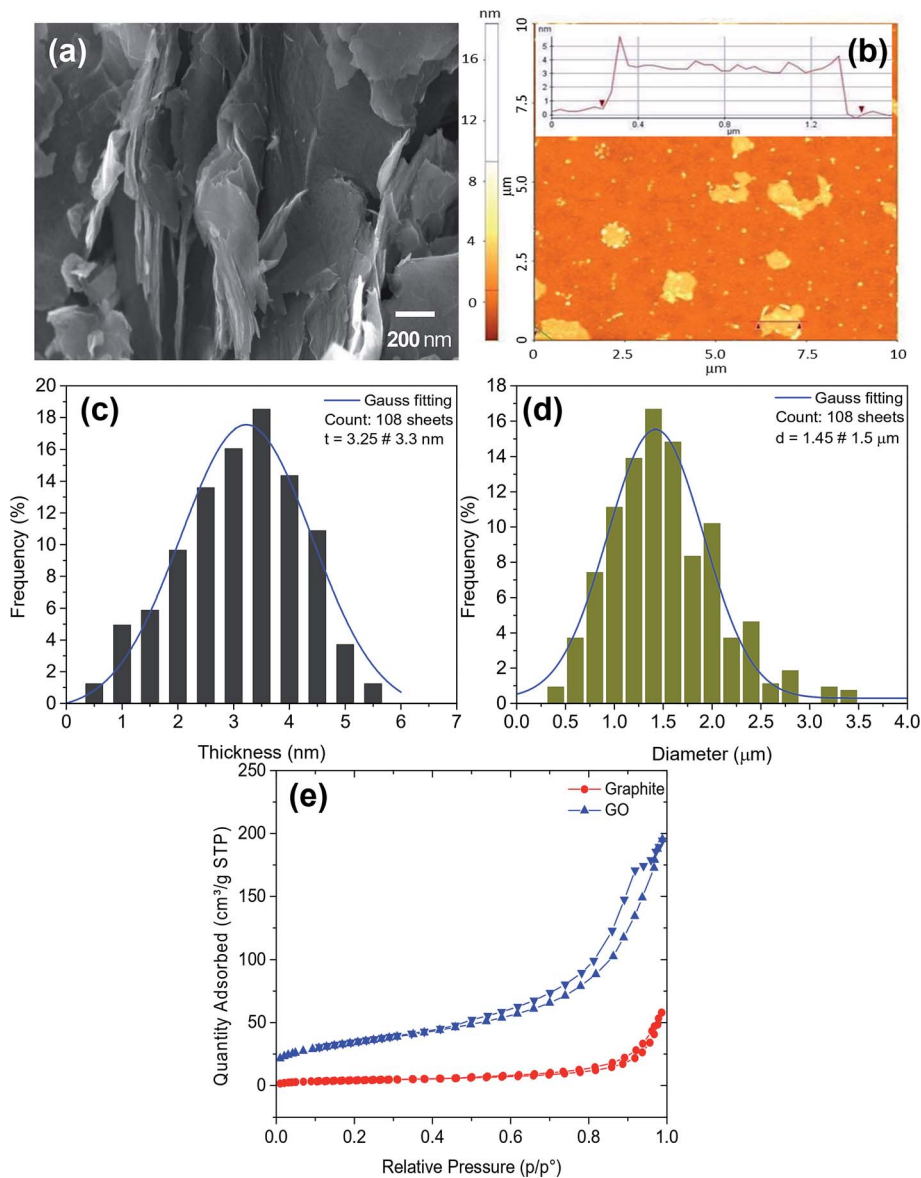 (a)
200 nm
nm
16
12
8
4
0
(b)
10
7.5
5.0
2.5
0
μm
nm
5
4
3
2
1
0
0 0.4 0.8 1.2
μm
0 2.5 5.0 7.5 10
μm
(c)
Gauss fitting
Count: 108 sheets
t = 3.25 # 3.3 nm
20
18
16
14
12
10
8
6
4
2
0
Frequency (%)
0 1 2 3 4 5 6 7
Thickness (nm)
(d)
Gauss fitting
Count: 108 sheets
d = 1.45 # 1.5 μm
18
16
14
12
10
8
6
4
2
0
Frequency (%)
0.0 0.5 1.0 1.5 2.0 2.5 3.0 3.5 4.0
Diameter (μm)
(e)
Graphite
GO
250
200
150
100
50
0
Quantity Adsorbed (cm³/g STP)
0.0 0.2 0.4 0.6 0.8 1.0
Relative Pressure (p/p°)